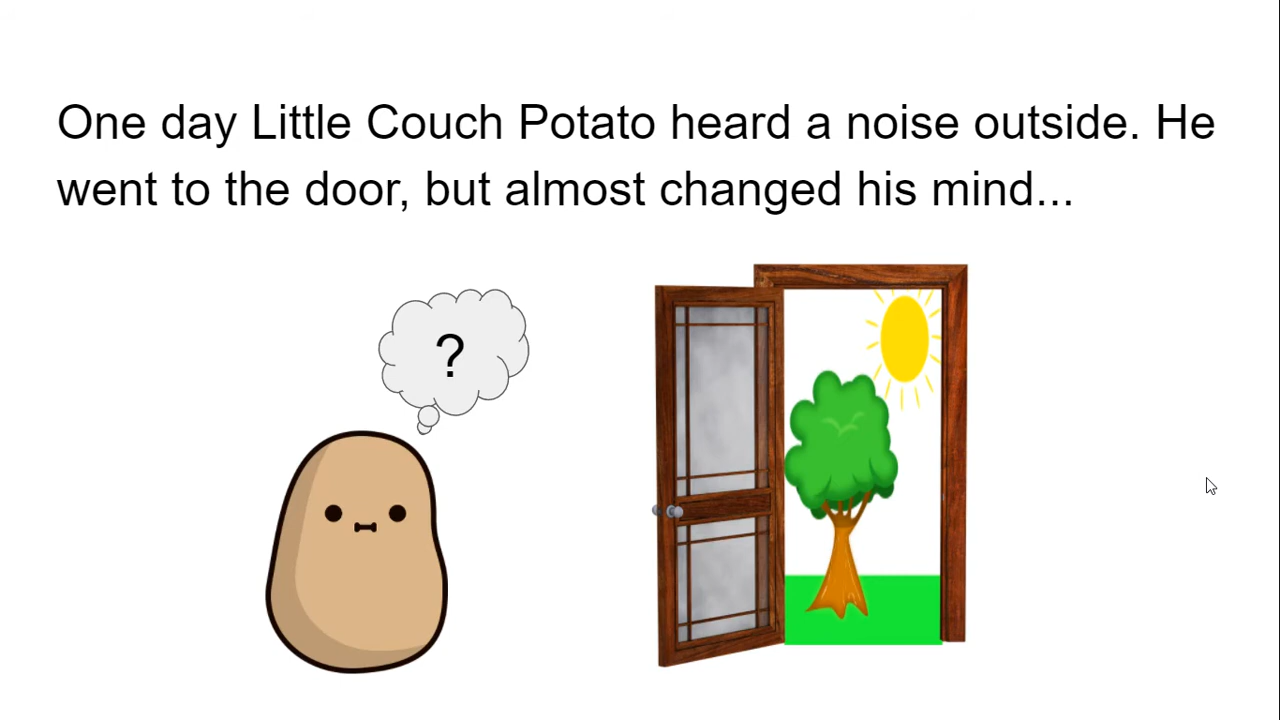 One day Little Couch Potato heard a noise outside. He
went to the door, but almost changed his mind...
?